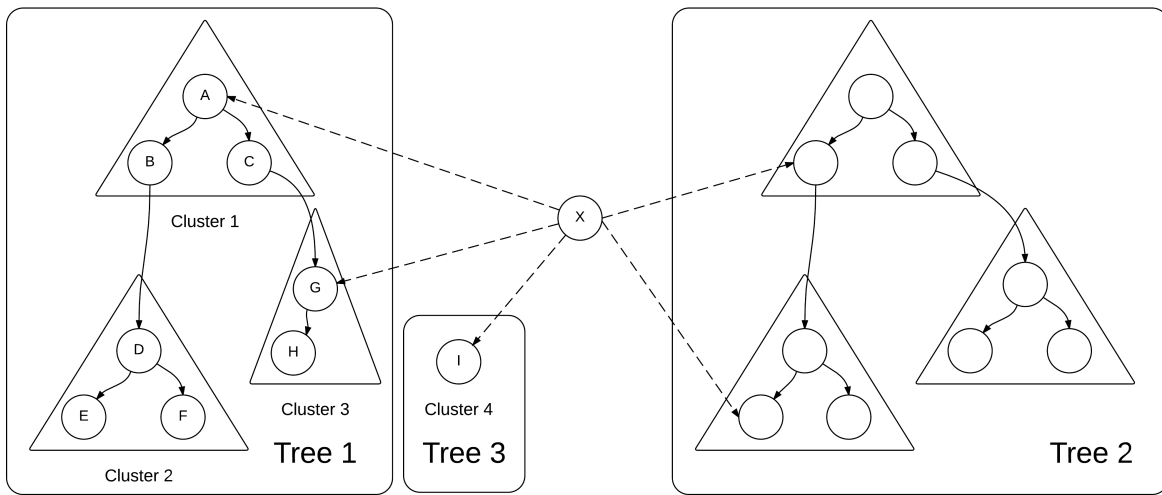 A
B
C
Cluster 1
X
G
D
H
I
E
F
Cluster 3
Cluster 4
Tree 1
Tree 3
Tree 2
Cluster 2